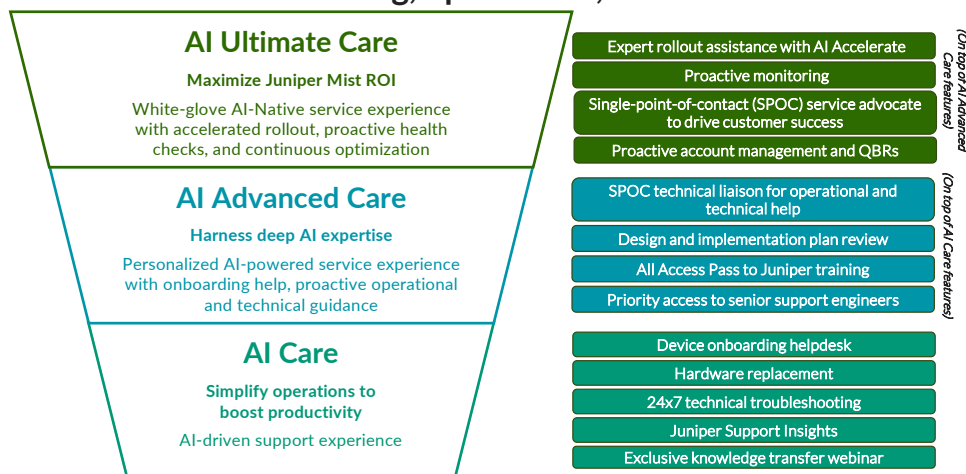 AI Ultimate Care
Maximize Juniper Mist ROI
White-glove AI-Native service experience
with accelerated rollout, proactive health
checks, and continuous optimization
Expert rollout assistance with AI Accelerate
Proactive monitoring
Single-point-of-contact (SPOC) service advocate
to drive customer success
Proactive account management and QBRs
(On top of AI Advanced
Care features)
AI Advanced Care
Harness deep AI expertise
Personalized AI-powered service experience
with onboarding help, proactive operational
and technical guidance
SPOC technical liaison for operational and
technical help
Design and implementation plan review
All Access Pass to Juniper training
Priority access to senior support engineers
(On top of AI Care features)
AI Care
Simplify operations to
boost productivity
AI-driven support experience
Device onboarding helpdesk
Hardware replacement
24x7 technical troubleshooting
Juniper Support Insights
Exclusive knowledge transfer webinar